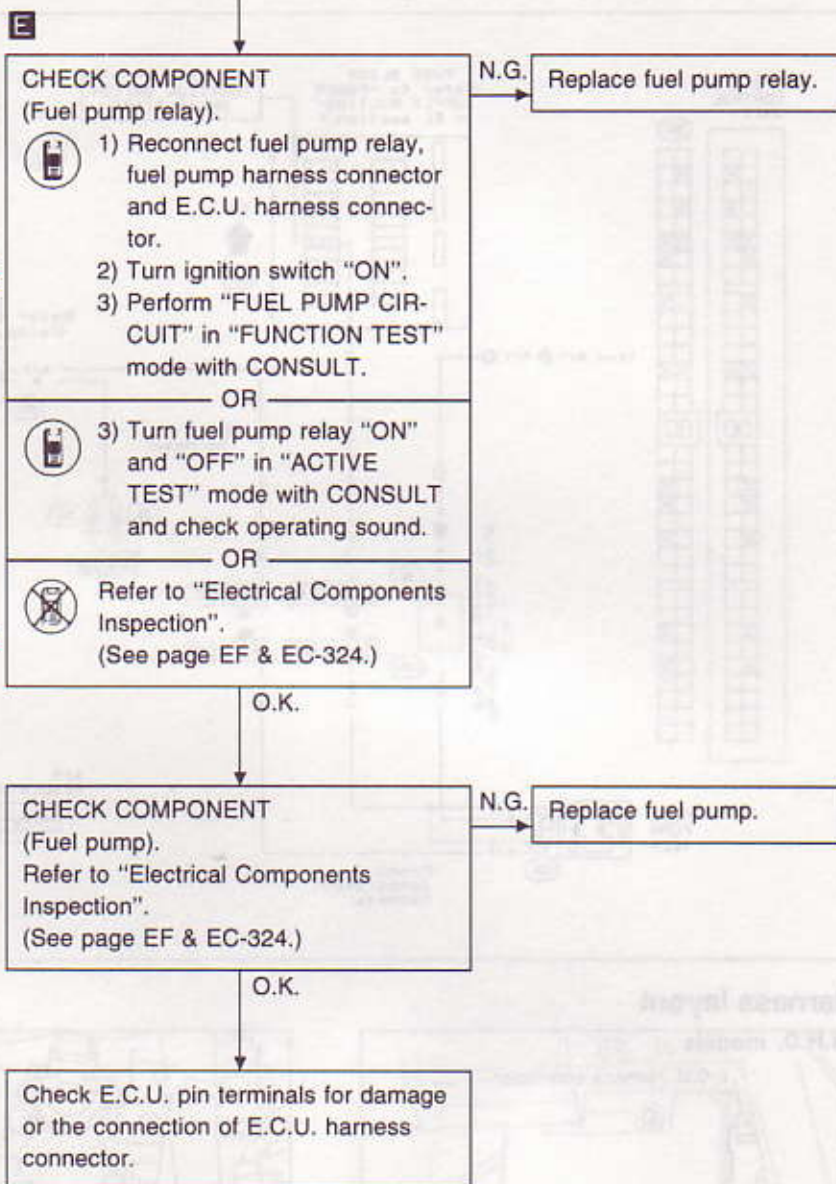 E
CHECK COMPONENT
(Fuel pump relay).
1) Reconnect fuel pump relay,
fuel pump harness connector
and E.C.U. harness connec-
tor.
2) Turn ignition switch “ON”.
3) Perform “FUEL PUMP CIR-
CUIT” in “FUNCTION TEST”
mode with CONSULT.
OR
3) Turn fuel pump relay “ON”
and “OFF” in “ACTIVE
TEST” mode with CONSULT
and check operating sound.
OR
Refer to “Electrical Components
Inspection”.
(See page EF & EC-324.)
N.G.
Replace fuel pump relay.
O.K.
CHECK COMPONENT
(Fuel pump).
Refer to “Electrical Components
Inspection”.
(See page EF & EC-324.)
N.G.
Replace fuel pump.
O.K.
Check E.C.U. pin terminals for damage
or the connection of E.C.U. harness
connector.